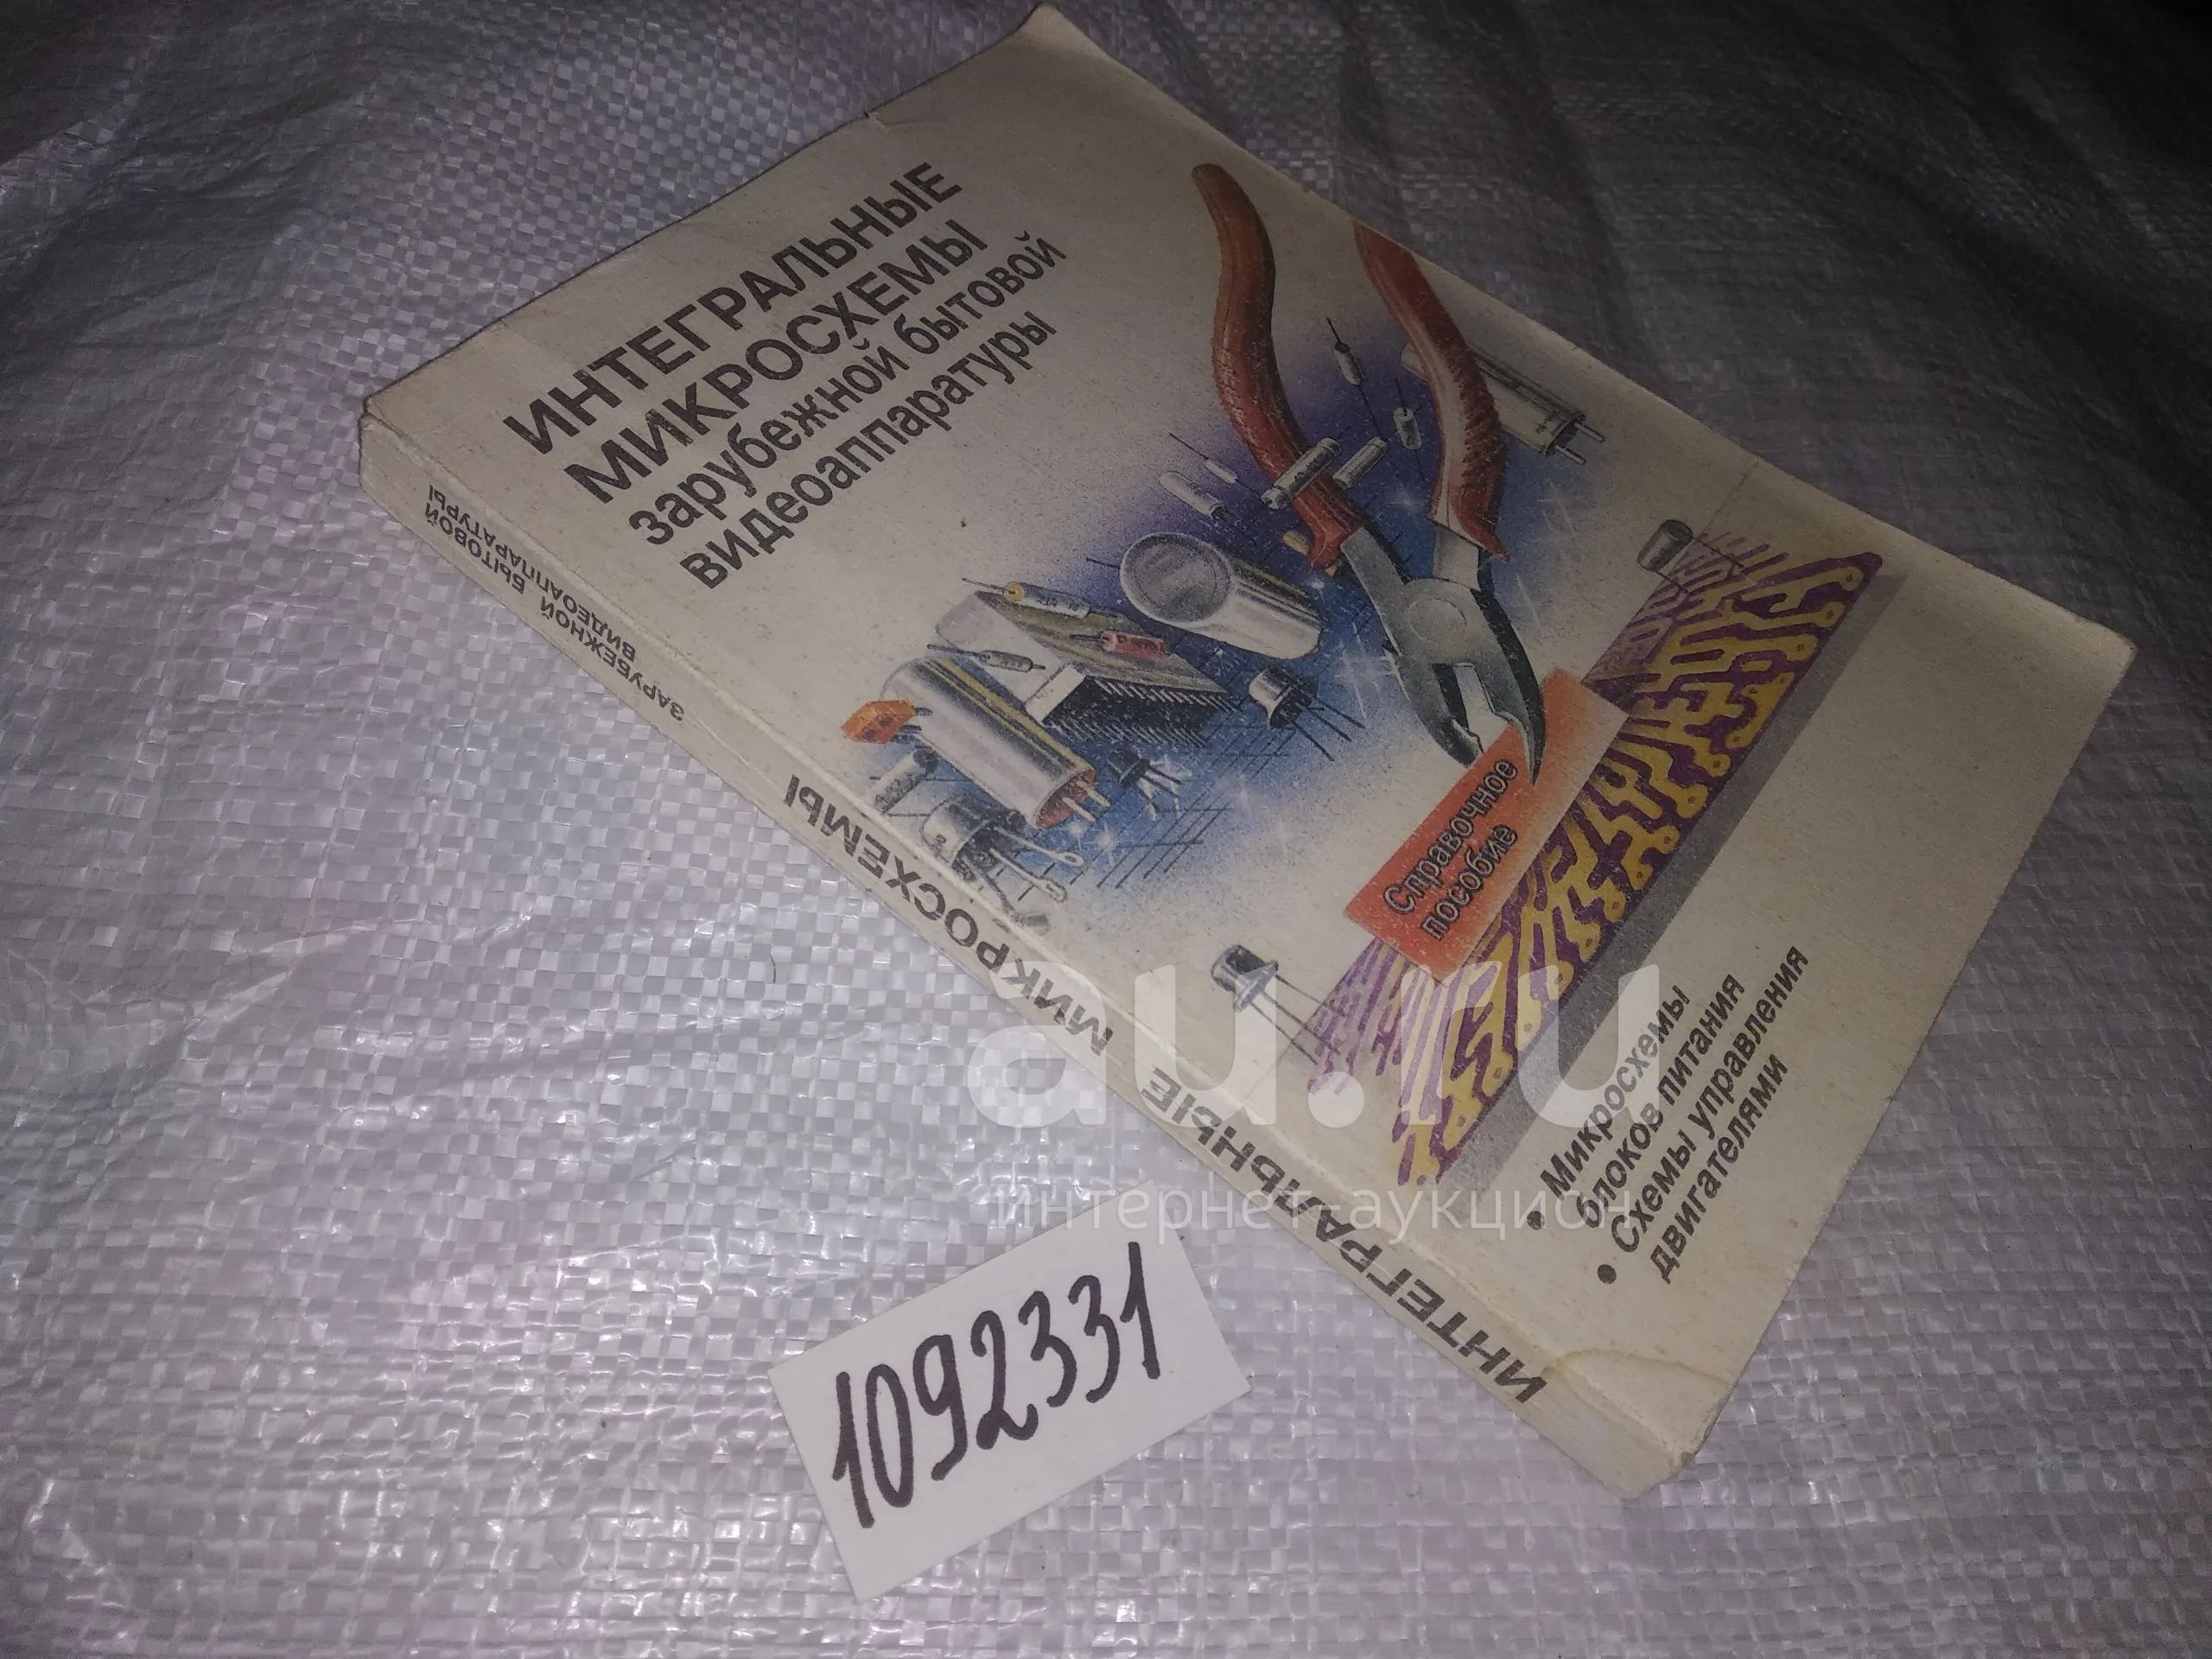 ИНТЕГРАЛЬНЫЕ
МИКРОСХЕМЫ
зарубежной бытовой
видеоаппаратуры
Справочное
пособие
• Микросхемы
блоков питания
• Схемы управления
двигателями
ИНТЕГРАЛЬНЫЕ МИКРОСХЕМЫ
ЗАРУБЕЖНОЙ БЫТОВОЙ
ВИДЕОАППАРАТУРЫ
au.ru
интернет-аукцион
1092331